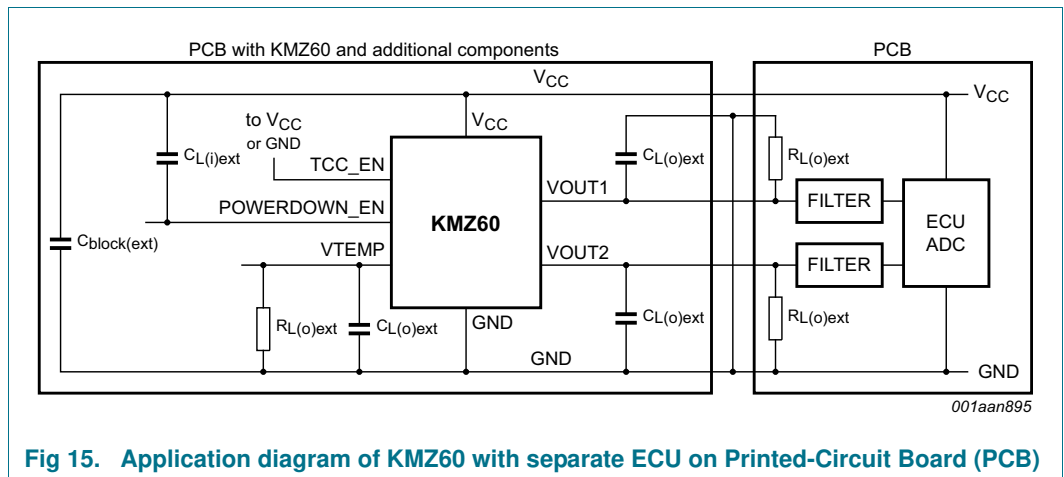 PCB with KMZ60 and additional components
PCB
VCC
VCC
to VCC
or GND
VCC
CL(i)ext
TCC_EN
CL(o)ext
RL(o)ext
VOUT1
FILTER
POWERDOWN_EN
KMZ60
ECU
ADC
Cblock(ext)
VTEMP
VOUT2
FILTER
RL(o)ext
CL(o)ext
GND
CL(o)ext
RL(o)ext
GND
GND
001aan895
Fig 15. Application diagram of KMZ60 with separate ECU on Printed-Circuit Board (PCB)